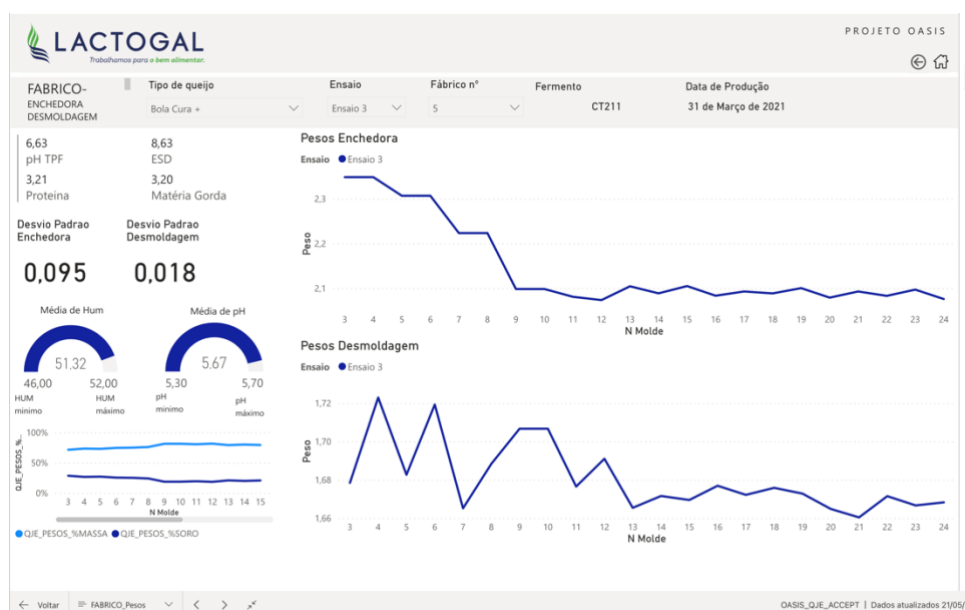 LACTOGAL
Trabalhamos para o bem alimentar.
PROJETO OASIS
FABRICO-
ENCHEDORA
DESMOLDAGEM
Tipo de queijo
Bola Cura +
Ensaio
Ensaio 3
Fábrico nº
5
Fermento
CT211
Data de Produção
31 de Março de 2021
6,63
pH TPF
8,63
ESD
3,21
Proteina
3,20
Matéria Gorda
Desvio Padrao
Enchedora
Desvio Padrao
Desmoldagem
0,095
0,018
Média de Hum
51,32
46,00
52,00
HUM
minimo
HUM
máximo
Média de pH
5,67
5,30
5,70
pH
minimo
pH
máximo
QJE_PESOS_%...
100%
50%
0%
3 4 5 6 7 8 9 10 11 12 13 14 15
N Molde
QJE_PESOS_%MASSA QJE_PESOS_%SORO
Pesos Enchedora
Ensaio Ensaio 3
Peso
2,3
2,2
2,1
3 4 5 6 7 8 9 10 11 12 13 14 15 16 17 18 19 20 21 22 23 24
N Molde
Pesos Desmoldagem
Ensaio Ensaio 3
Peso
1,72
1,70
1,68
1,66
3 4 5 6 7 8 9 10 11 12 13 14 15 16 17 18 19 20 21 22 23 24
N Molde
Voltar
FABRICO_Pesos
OASIS_QJE_ACCEPT | Dados atualizados 21/05/